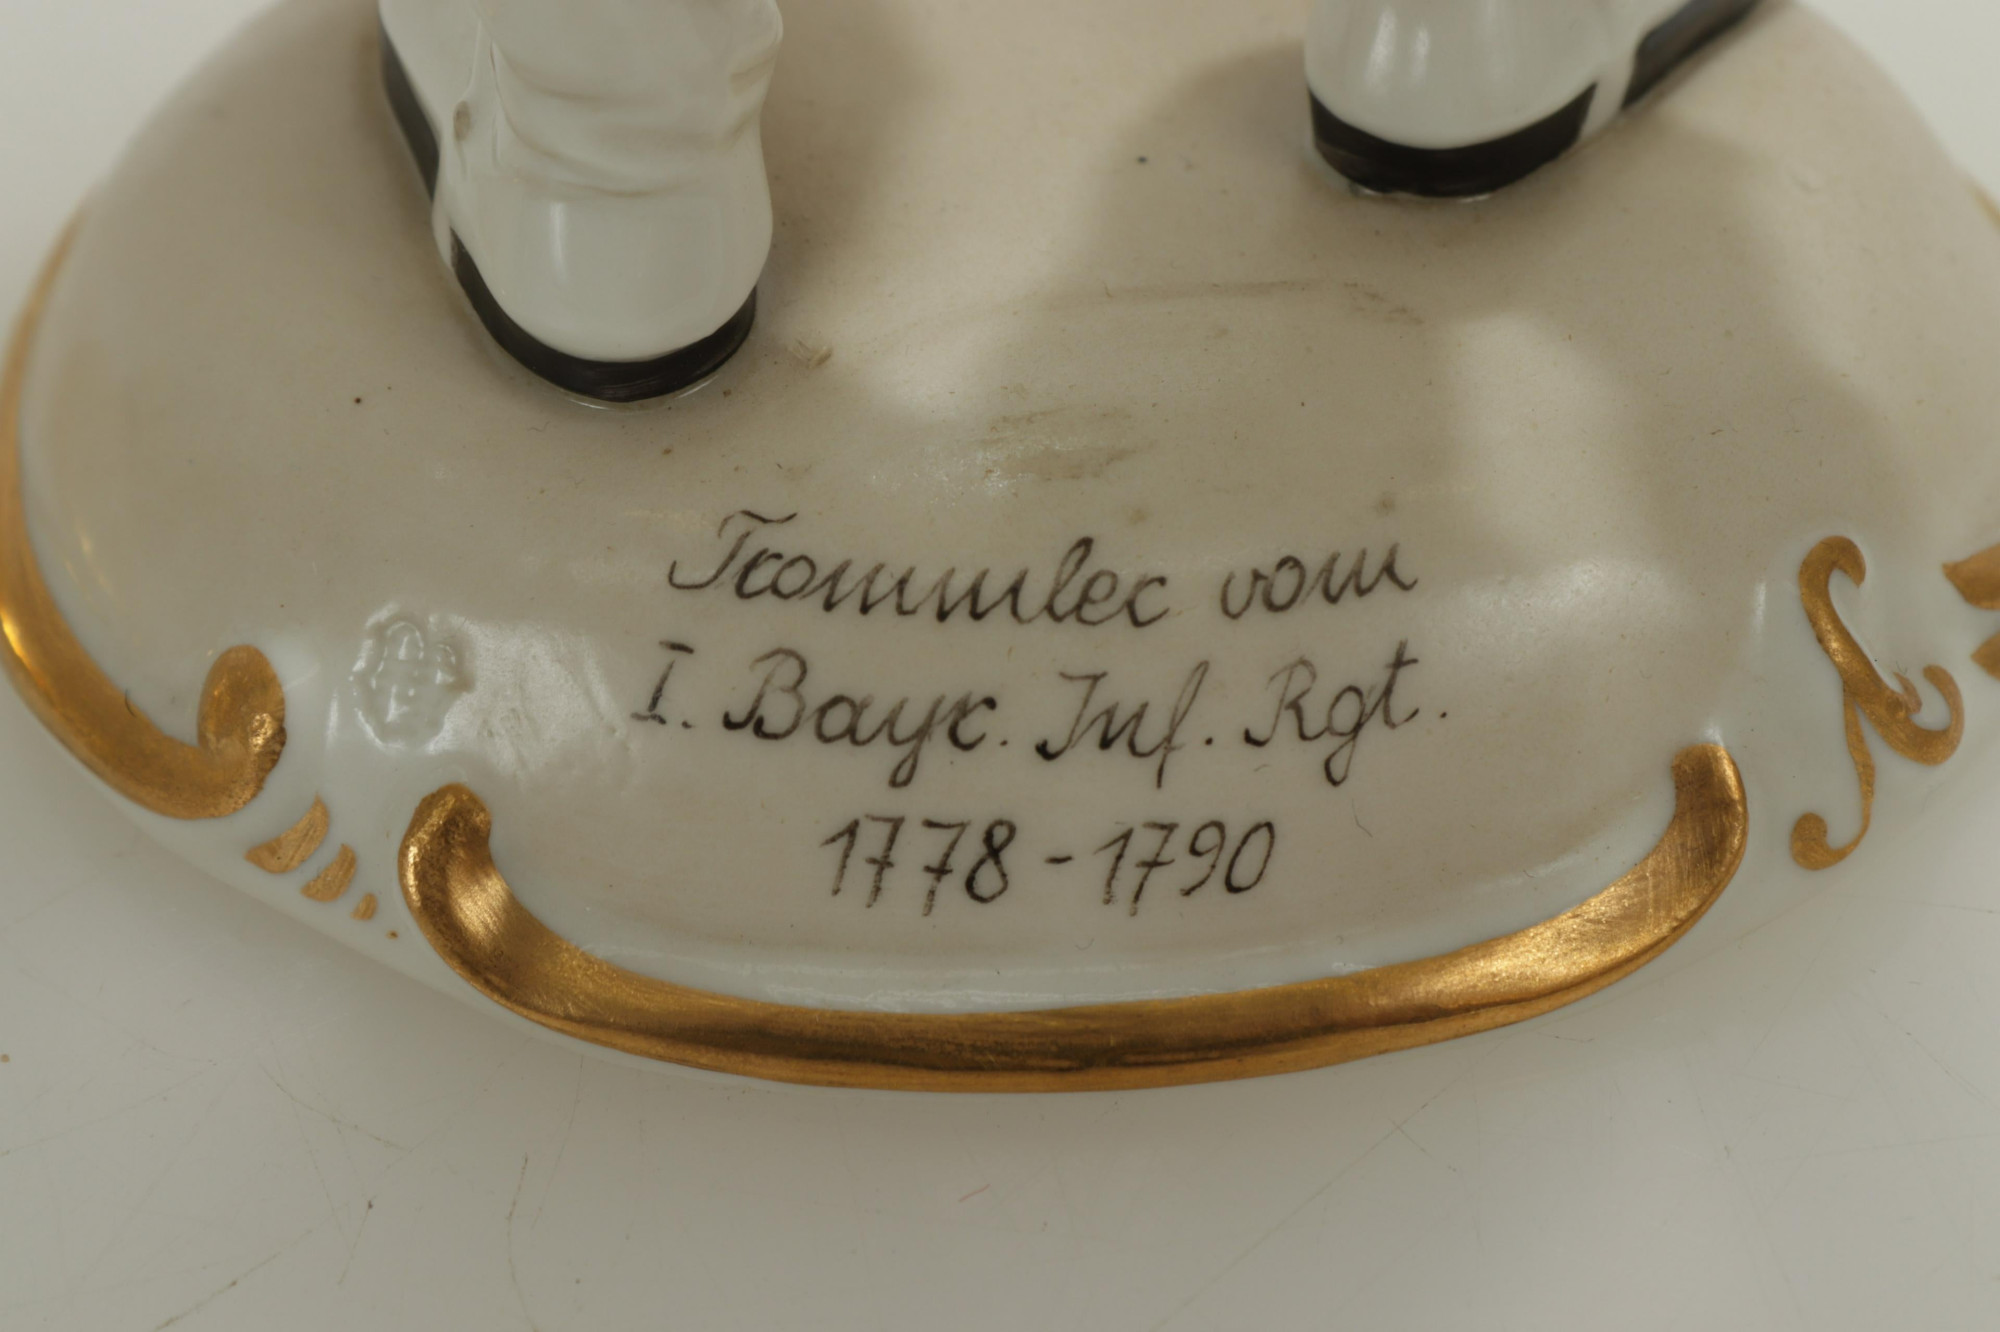 Trommler vom
I. Bayr. Inf. Rgt.
1778-1790